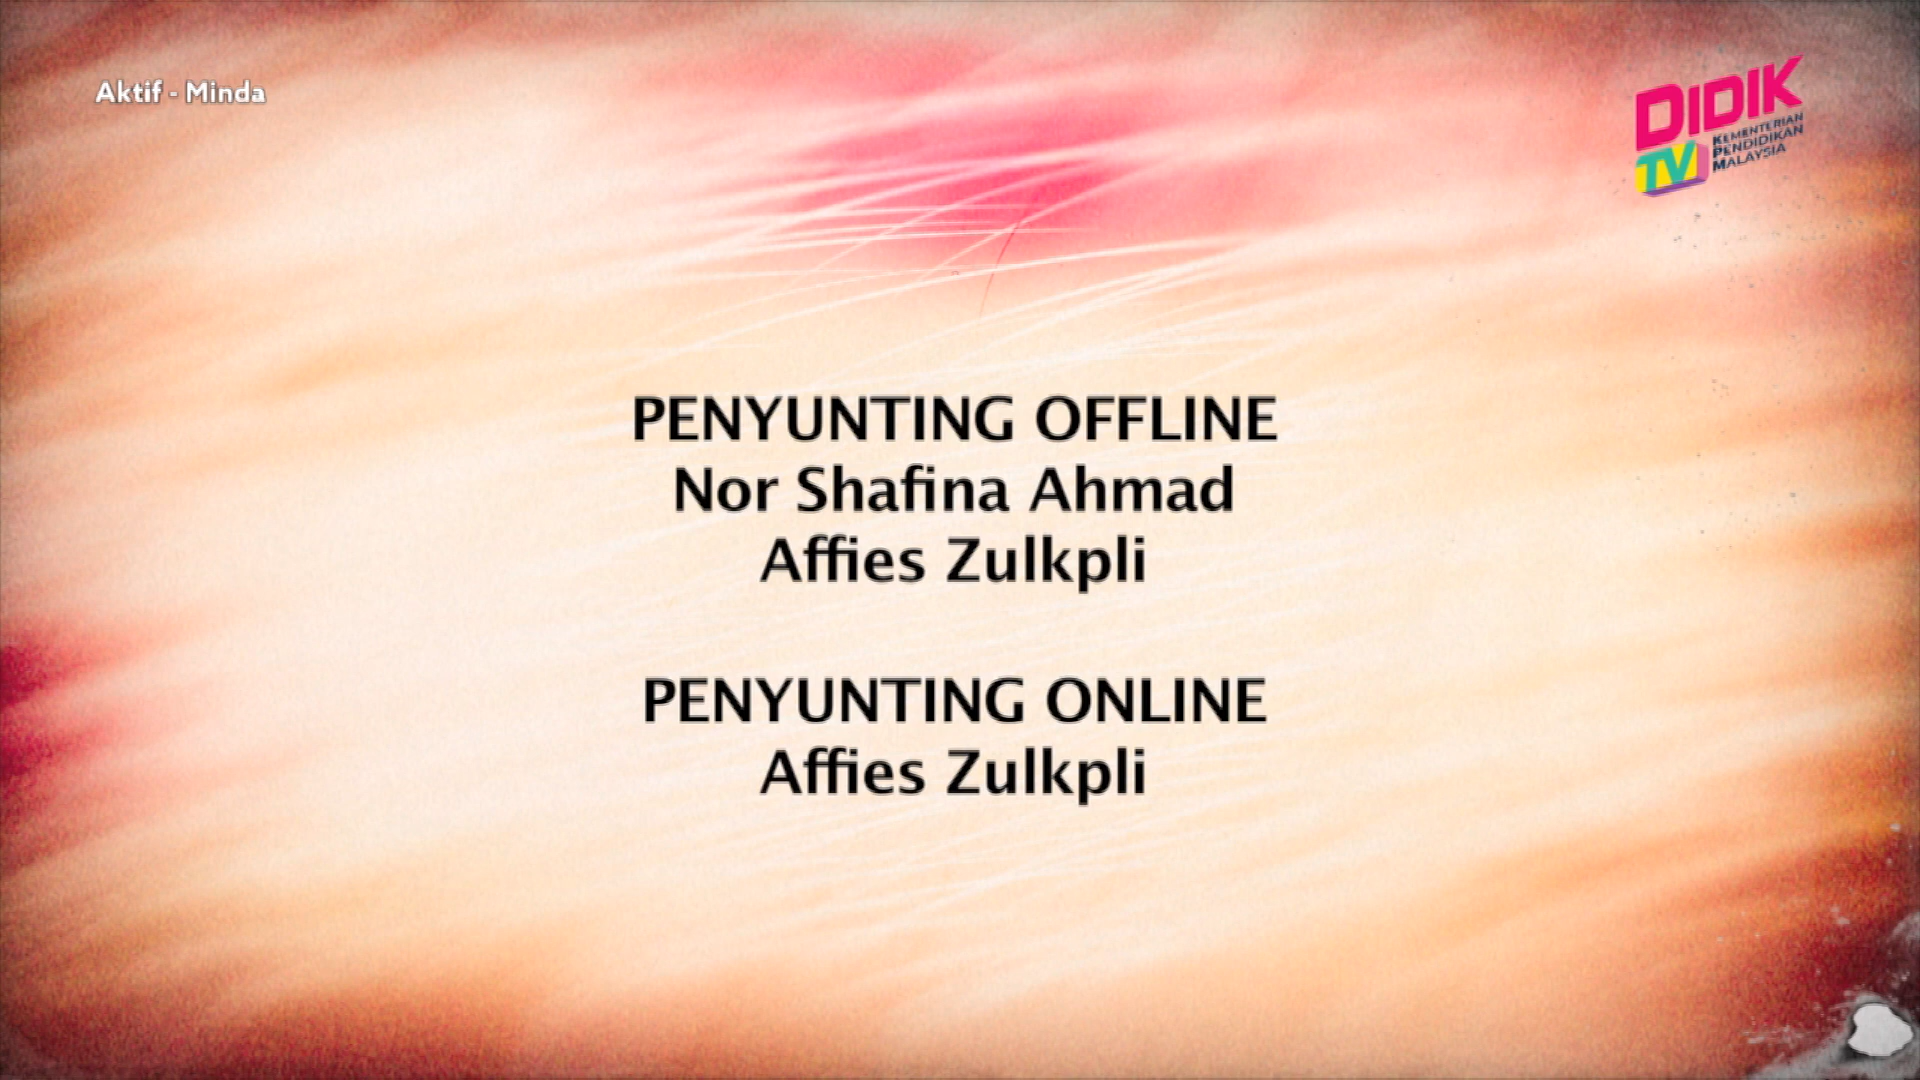 Aktif - Minda
DIDIK
TV
KEMENTERIAN
PENDIDIKAN
MALAYSIA
PENYUNTING OFFLINE
Nor Shafina Ahmad
Affies Zulkpli
PENYUNTING ONLINE
Affies Zulkpli